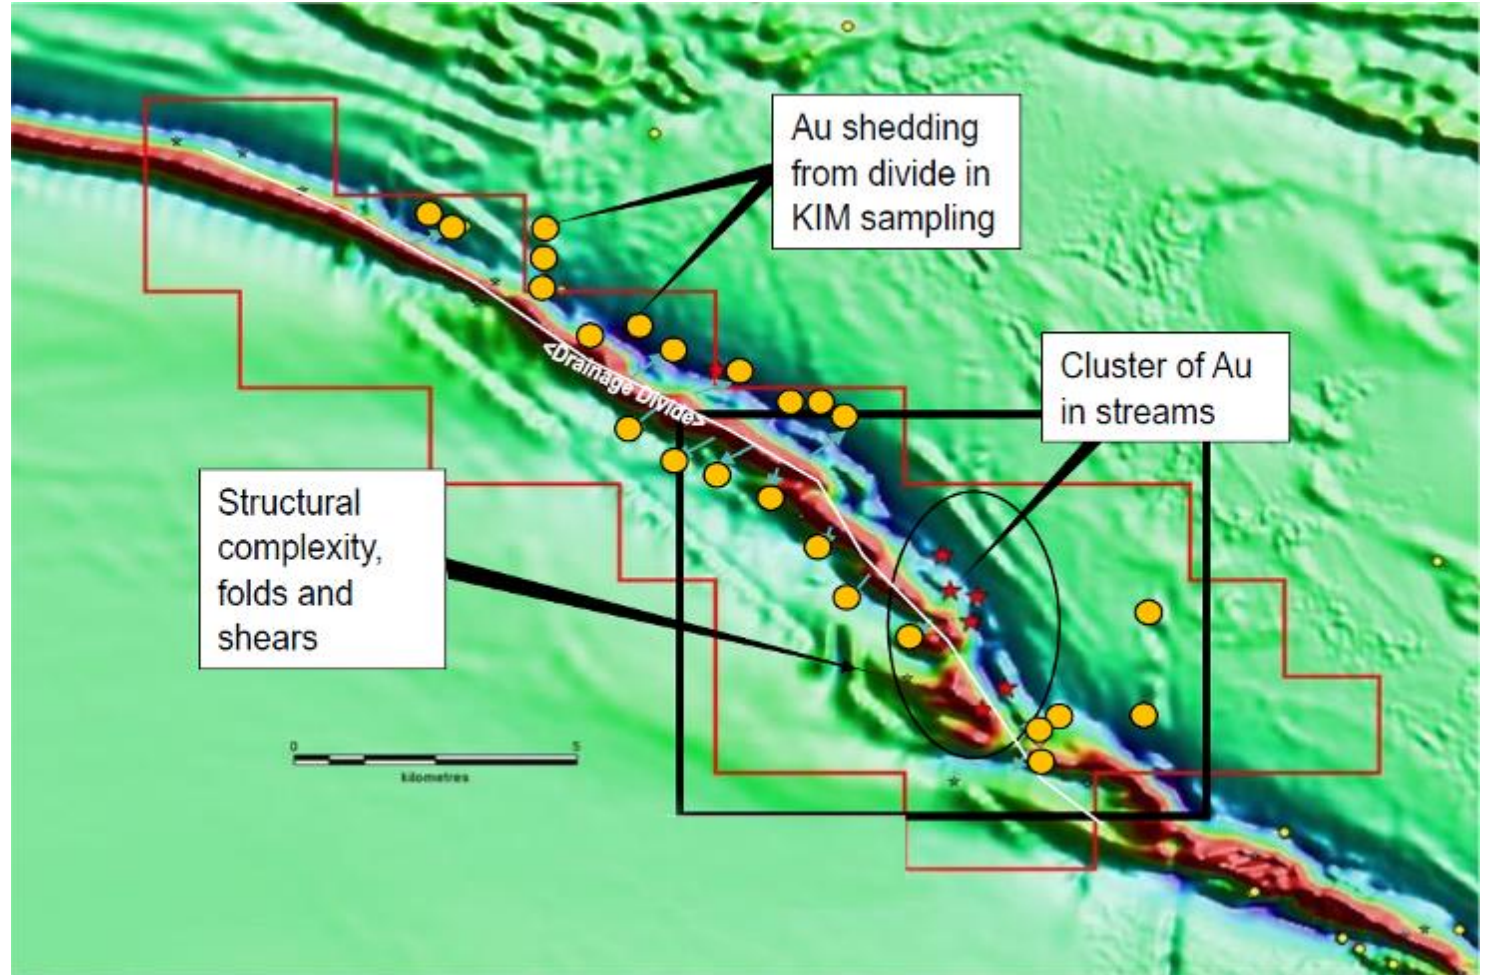 Au shedding
from divide in
KIM sampling
<Drainage Divide>
Cluster of Au
in streams
Structural
complexity,
folds and
shears
0
5
kilometres